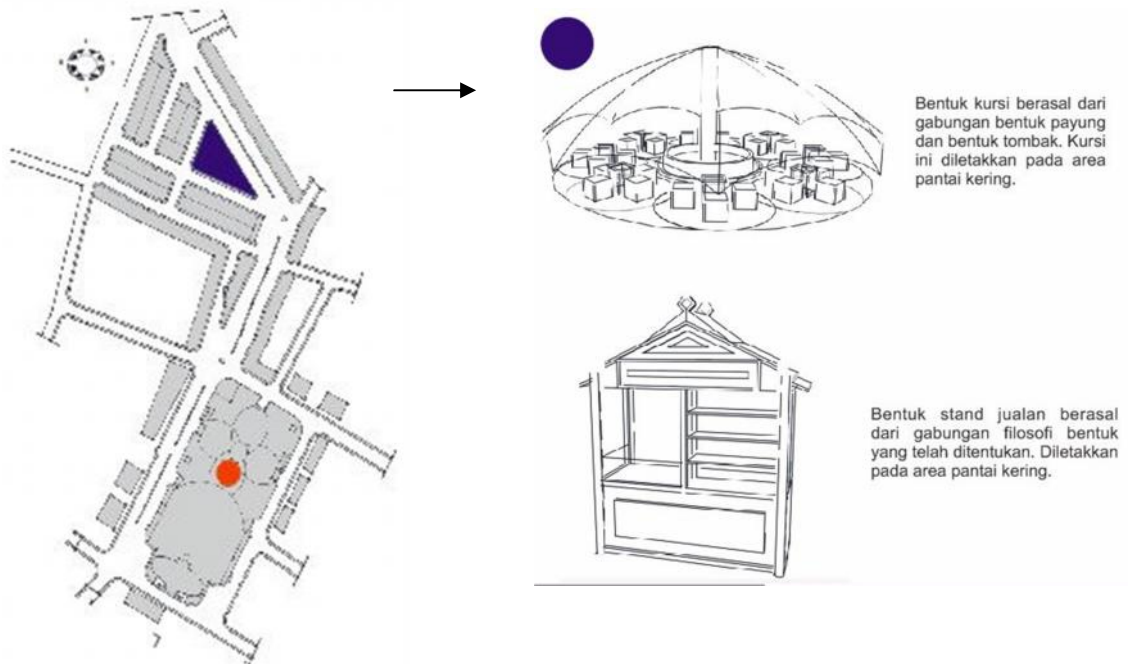 Bentuk kursi berasal dari
gabungan bentuk payung
dan bentuk tombak. Kursi
ini diletakkan pada area
pantai kering.
Bentuk stand jualan berasal
dari gabungan filosofi bentuk
yang telah ditentukan. Diletakkan
pada area pantai kering.